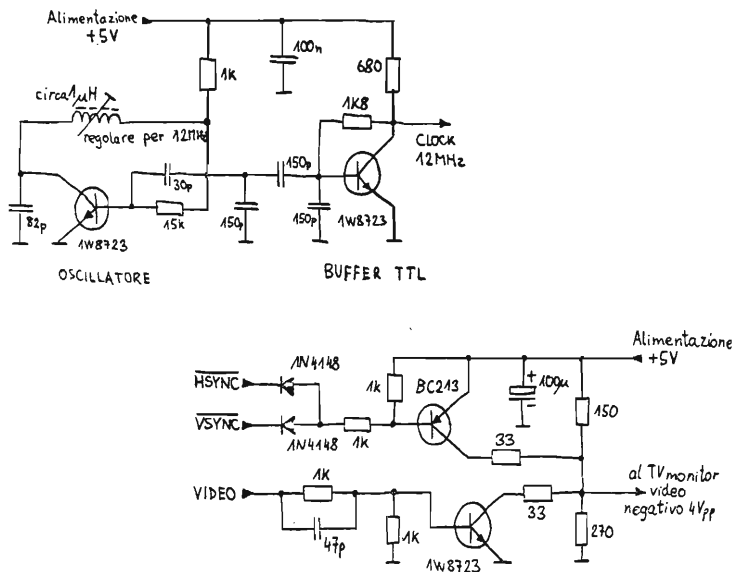 Alimentazione
+5V
100n
680
1K
circa 1µH
regolare per 12MHz
1K8
CLOCK
12MHz
30p
150p
82p
15k
150p
150p
1W8723
1W8723
OSCILLATORE
BUFFER TTL
Alimentazione
+5V
1N4148
HSYNC
1k
BC213
+
100µ
-
150
VSYNC
1N4148
1k
33
VIDEO
1K
47p
1k
33
al TV monitor
video
negativo 4Vpp
270
1W8723